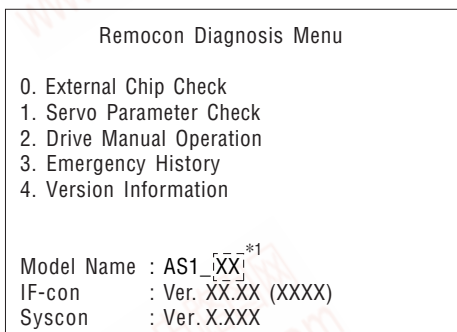 Remocon Diagnosis Menu
0. External Chip Check
1. Servo Parameter Check
2. Drive Manual Operation
3. Emergency History
4. Version Information
Model Name : AS1_XX*1
IF-con : Ver. XX.XX (XXXX)
Syscon : Ver. X.XXX